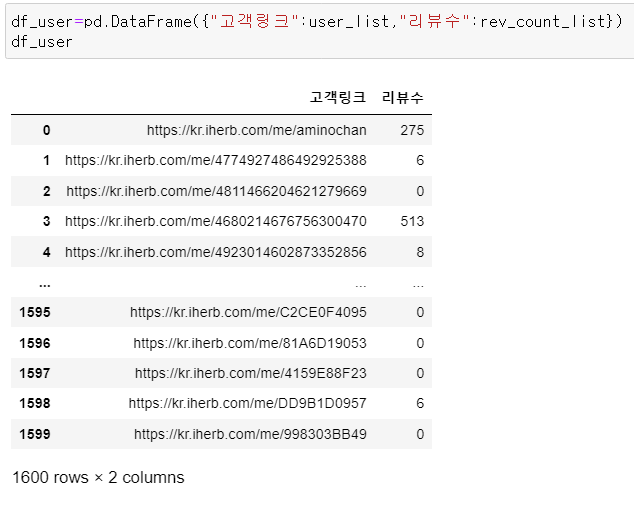 df_user=pd.DataFrame({"고객링크":user_list,"리뷰수":rev_count_list})
df_user
고객링크 리뷰수
0 https://kr.iherb.com/me/aminochan 275
1 https://kr.iherb.com/me/4774927486492925388 6
2 https://kr.iherb.com/me/4811466204621279669 0
3 https://kr.iherb.com/me/4680214676756300470 513
4 https://kr.iherb.com/me/4923014602873352856 8
... ... ...
1595 https://kr.iherb.com/me/C2CE0F4095 0
1596 https://kr.iherb.com/me/81A6D19053 0
1597 https://kr.iherb.com/me/4159E88F23 0
1598 https://kr.iherb.com/me/DD9B1D0957 6
1599 https://kr.iherb.com/me/998303BB49 0
1600 rows × 2 columns